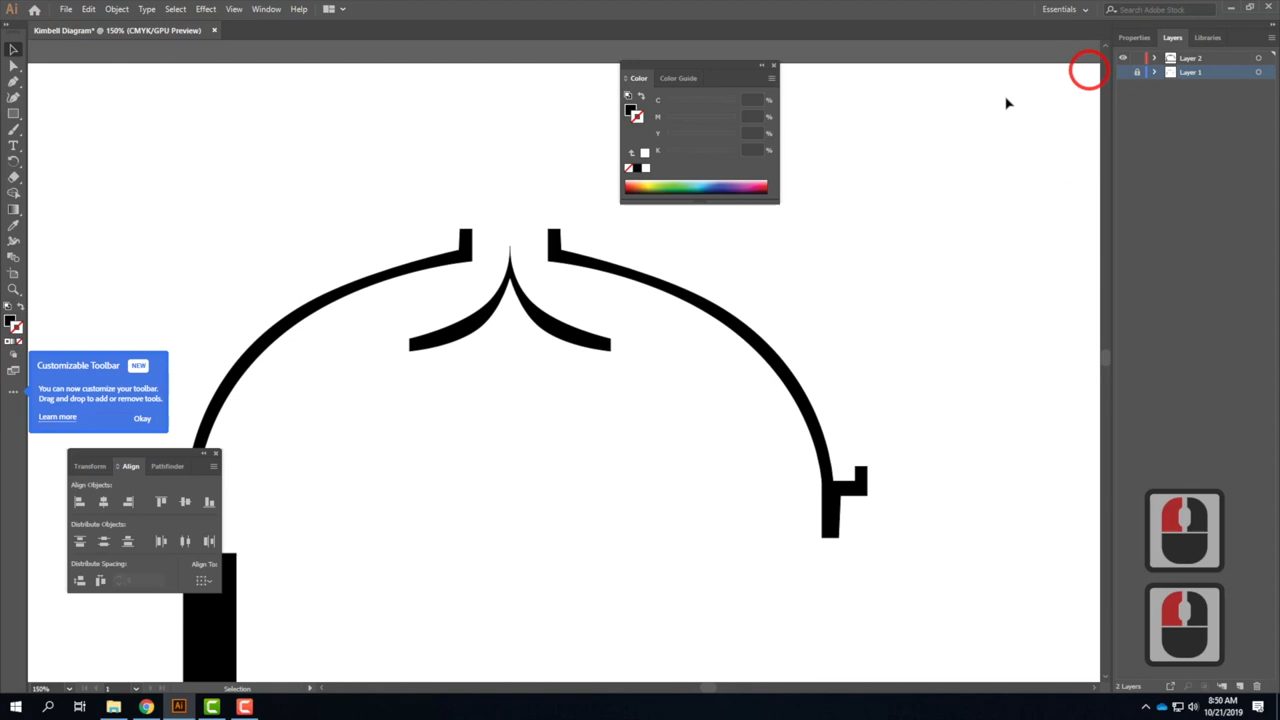 Ai File Edit Object Type Select Effect View Window Help Essentials Search Adobe Stock
Kimbell Diagram* @ 150% (CMYK/GPU Preview)
Properties Layers Libraries
Layer 2
Layer 1
Color Color Guide
C %
M %
Y %
K %
Customizable Toolbar NEW
You can now customize your toolbar.
Drag and drop to add or remove tools.
Learn more Okay
Transform Align Pathfinder
Align Objects:
Distribute Objects:
Distribute Spacing: Align To:
150% 1 Selection
2 Layers
Ai
8:50 AM
10/21/2019